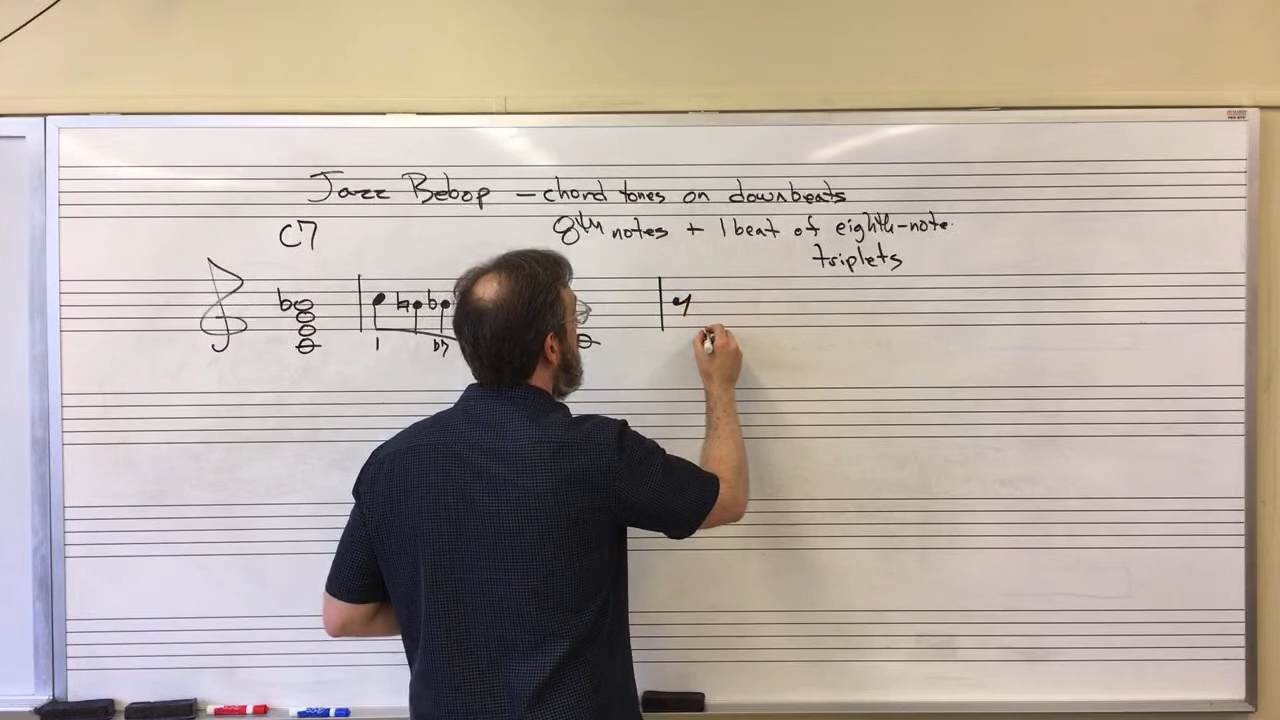 Jazz Bebop – chord tones on downbeats
C7
8th notes + 1 beat of eighth-note
triplets
1 b7